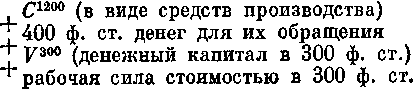 C¹²⁰⁰ (в виде средств производства)
+ 400 ф. ст. денег для их обращения
+ V³⁰⁰ (денежный капитал в 300 ф. ст.)
+ рабочая сила стоимостью в 300 ф. ст.